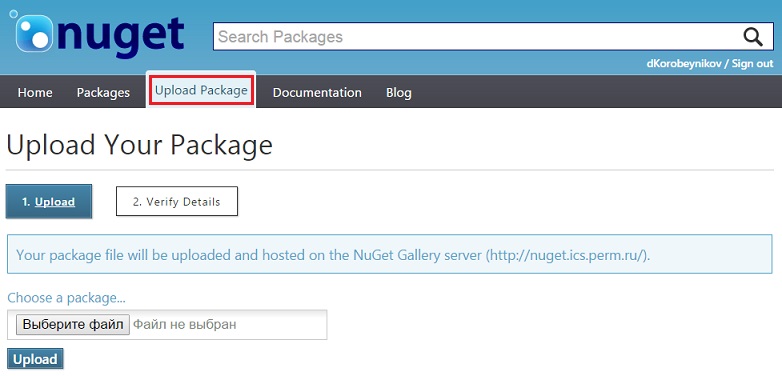 nuget
Search Packages
dKorobeynikov / Sign out
Home Packages Upload Package Documentation Blog
Upload Your Package
1. Upload 2. Verify Details
Your package file will be uploaded and hosted on the NuGet Gallery server (http://nuget.ics.perm.ru/).
Choose a package...
Выберите файл Файл не выбран
Upload